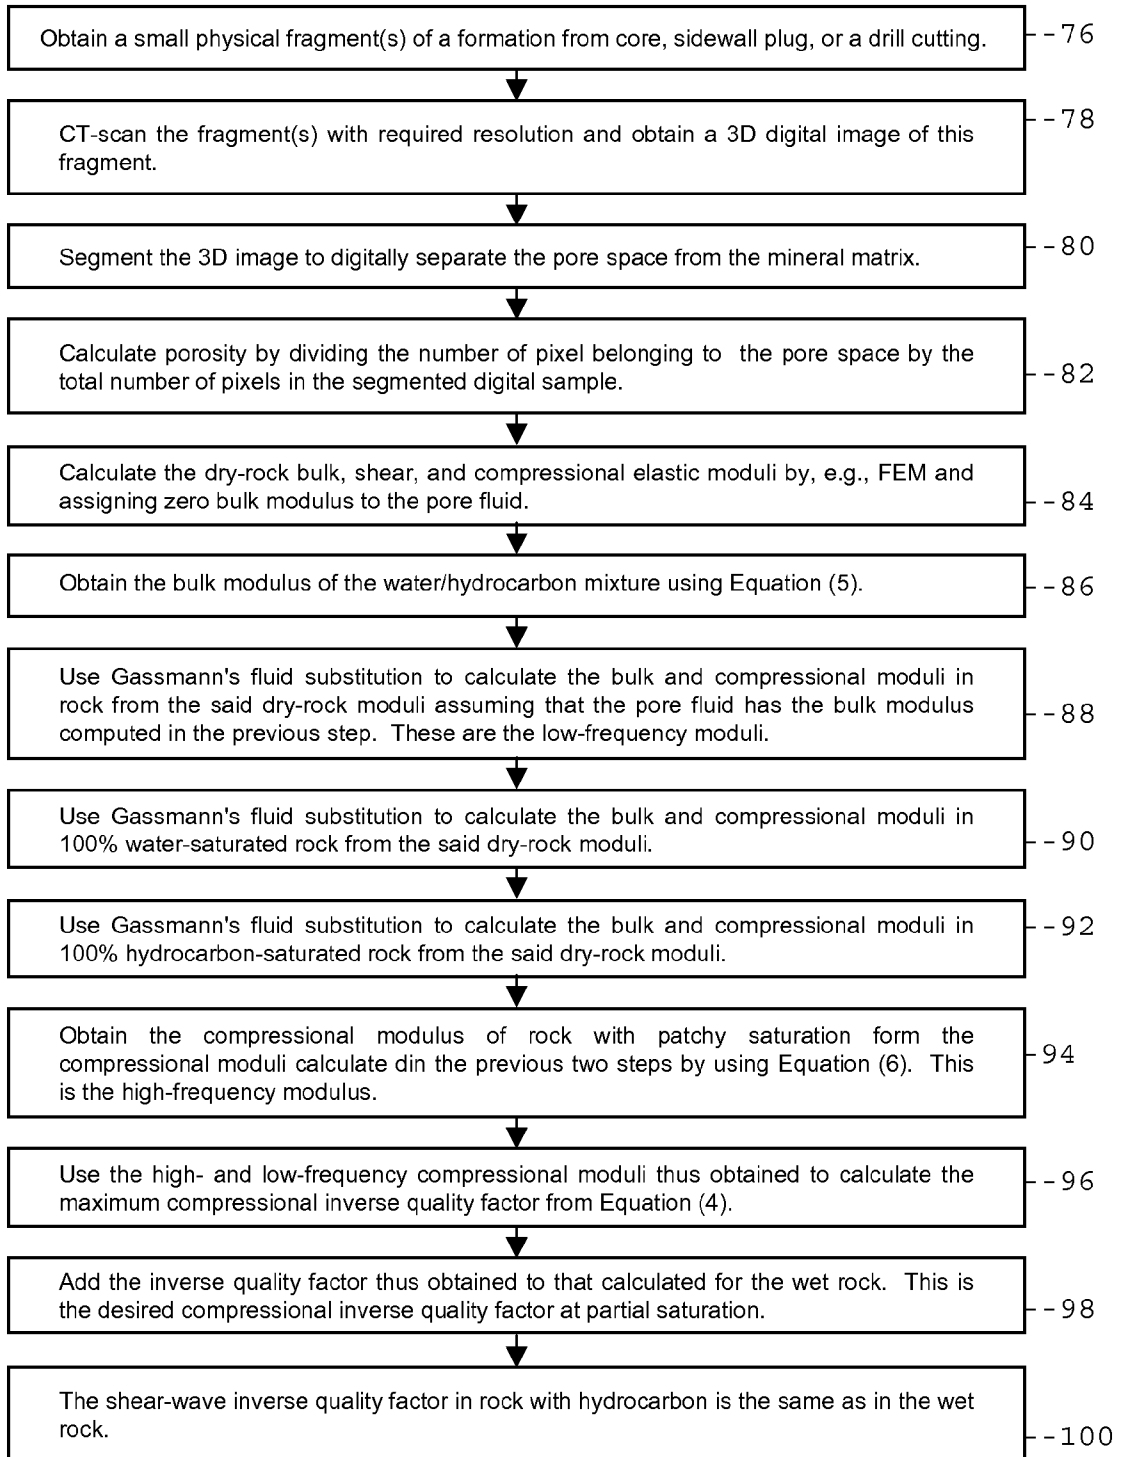 Obtain a small physical fragment(s) of a formation from core, sidewall plug, or a drill cutting.
--76
CT-scan the fragment(s) with required resolution and obtain a 3D digital image of this
fragment.
--78
Segment the 3D image to digitally separate the pore space from the mineral matrix.
--80
Calculate porosity by dividing the number of pixel belonging to the pore space by the
total number of pixels in the segmented digital sample.
--82
Calculate the dry-rock bulk, shear, and compressional elastic moduli by, e.g., FEM and
assigning zero bulk modulus to the pore fluid.
--84
Obtain the bulk modulus of the water/hydrocarbon mixture using Equation (5).
--86
Use Gassmann's fluid substitution to calculate the bulk and compressional moduli in
rock from the said dry-rock moduli assuming that the pore fluid has the bulk modulus
computed in the previous step. These are the low-frequency moduli.
--88
Use Gassmann's fluid substitution to calculate the bulk and compressional moduli in
100% water-saturated rock from the said dry-rock moduli.
--90
Use Gassmann's fluid substitution to calculate the bulk and compressional moduli in
100% hydrocarbon-saturated rock from the said dry-rock moduli.
--92
Obtain the compressional modulus of rock with patchy saturation form the
compressional moduli calculate din the previous two steps by using Equation (6). This
is the high-frequency modulus.
-94
Use the high- and low-frequency compressional moduli thus obtained to calculate the
maximum compressional inverse quality factor from Equation (4).
--96
Add the inverse quality factor thus obtained to that calculated for the wet rock. This is
the desired compressional inverse quality factor at partial saturation.
--98
The shear-wave inverse quality factor in rock with hydrocarbon is the same as in the wet
rock.
--100